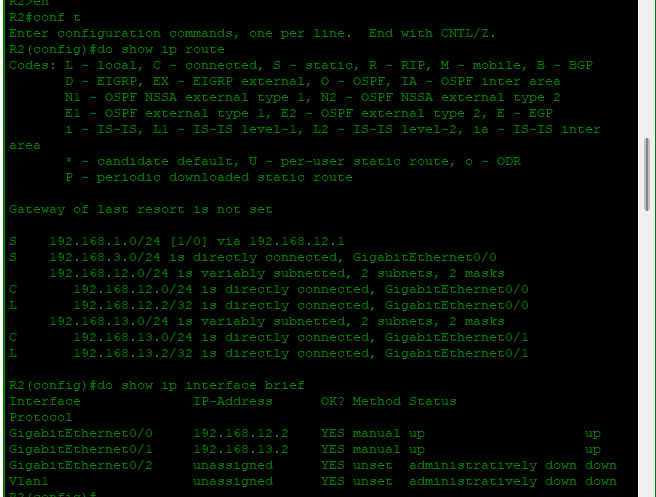 R2>en
R2#conf t
Enter configuration commands, one per line.  End with CNTL/Z.
R2(config)#do show ip route
Codes: L - local, C - connected, S - static, R - RIP, M - mobile, B - BGP
       D - EIGRP, EX - EIGRP external, O - OSPF, IA - OSPF inter area
       N1 - OSPF NSSA external type 1, N2 - OSPF NSSA external type 2
       E1 - OSPF external type 1, E2 - OSPF external type 2, E - EGP
       i - IS-IS, L1 - IS-IS level-1, L2 - IS-IS level-2, ia - IS-IS inter
area
       * - candidate default, U - per-user static route, o - ODR
       P - periodic downloaded static route
Gateway of last resort is not set
S    192.168.1.0/24 [1/0] via 192.168.12.1
S    192.168.3.0/24 is directly connected, GigabitEthernet0/0
     192.168.12.0/24 is variably subnetted, 2 subnets, 2 masks
C       192.168.12.0/24 is directly connected, GigabitEthernet0/0
L       192.168.12.2/32 is directly connected, GigabitEthernet0/0
     192.168.13.0/24 is variably subnetted, 2 subnets, 2 masks
C       192.168.13.0/24 is directly connected, GigabitEthernet0/1
L       192.168.13.2/32 is directly connected, GigabitEthernet0/1
R2(config)#do show ip interface brief
Interface              IP-Address      OK? Method Status
Protocol
GigabitEthernet0/0     192.168.12.2    YES manual up                    up
GigabitEthernet0/1     192.168.13.2    YES manual up                    up
GigabitEthernet0/2     unassigned      YES unset  administratively down down
Vlan1                  unassigned      YES unset  administratively down down
R2(config)#